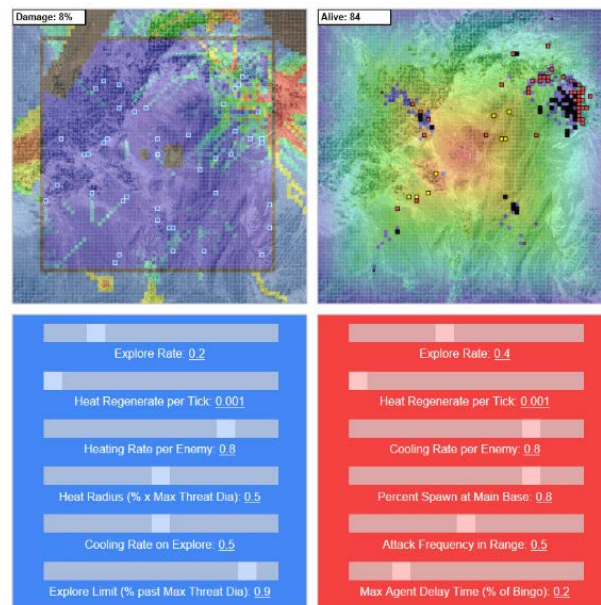 Damage: 8%
Alive: 84
Explore Rate: 0.2
Heat Regenerate per Tick: 0.001
Heating Rate per Enemy: 0.8
Heat Radius (% x Max Threat Dia): 0.5
Cooling Rate on Explore: 0.5
Explore Limit (% past Max Threat Dia): 0.9
Explore Rate: 0.4
Heat Regenerate per Tick: 0.001
Cooling Rate per Enemy: 0.8
Percent Spawn at Main Base: 0.8
Attack Frequency in Range: 0.5
Max Agent Delay Time (% of Bingo): 0.2